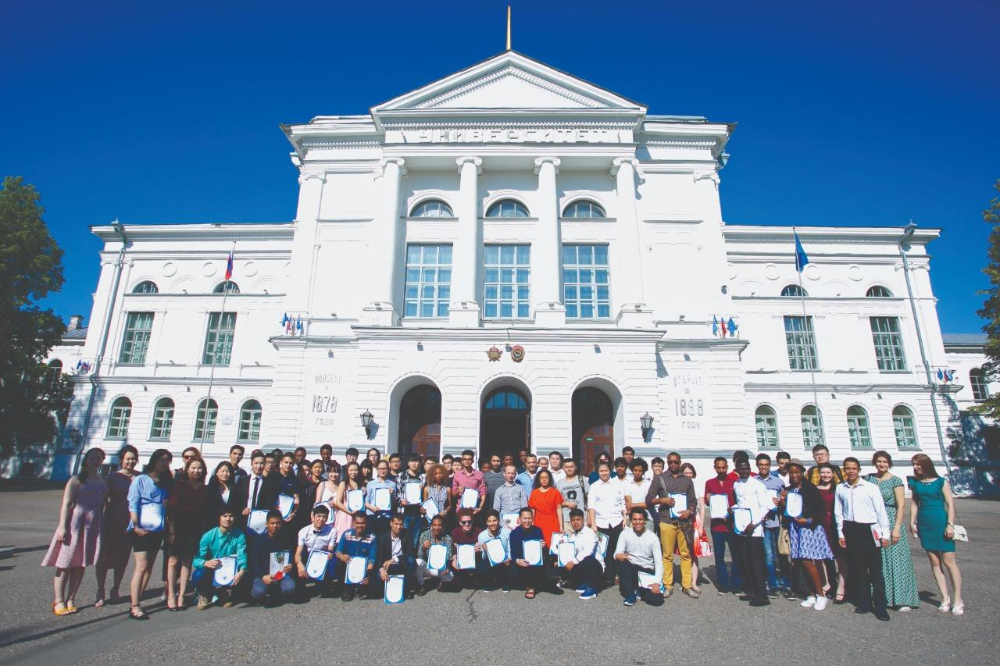 УНИВЕРСИТЕТ
ОСНОВАН
В
1878
ГОДУ
ОТКРЫТ
В
1888
ГОДУ